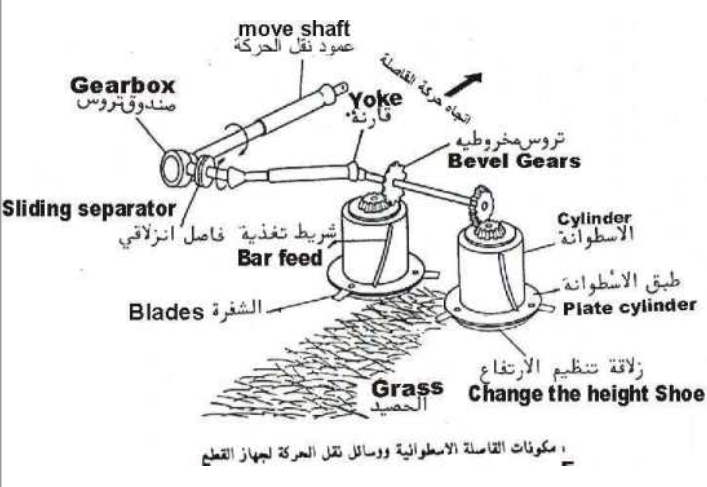 move shaft
عمود نقل الحركة
Gearbox
صندوق تروس
اتجاه حركة القاصلة
Yoke
قارنة
تروس مخروطيه
Bevel Gears
Sliding separator
فاصل انزلاقي
شريط تغذية
Bar feed
Cylinder
الاسطوانة
طبق الاسطوانة
Plate cylinder
Blades الشفرة
زلاقة تنظيم الارتفاع
Change the height Shoe
Grass
الحصيد
مكونات القاصلة الاسطوانية ووسائل نقل الحركة لجهاز القطع